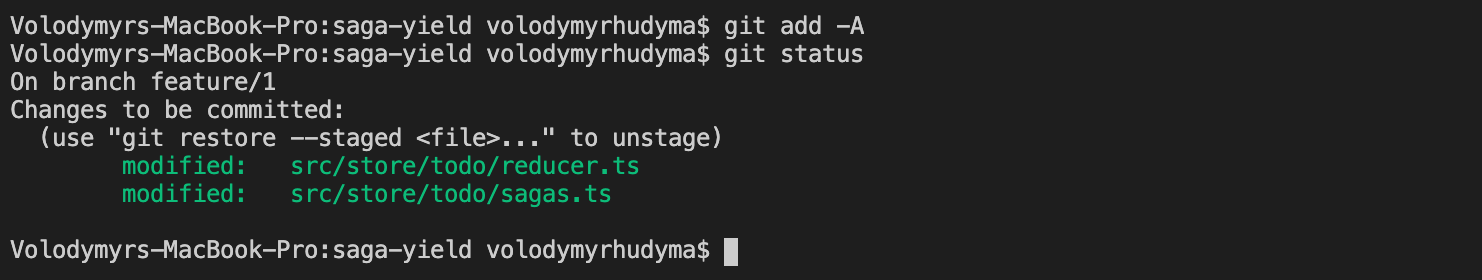 Volodymyrs-MacBook-Pro:saga-yield volodymyrhudyma$ git add -A
Volodymyrs-MacBook-Pro:saga-yield volodymyrhudyma$ git status
On branch feature/1
Changes to be committed:
  (use "git restore --staged <file>..." to unstage)
        modified:   src/store/todo/reducer.ts
        modified:   src/store/todo/sagas.ts

Volodymyrs-MacBook-Pro:saga-yield volodymyrhudyma$